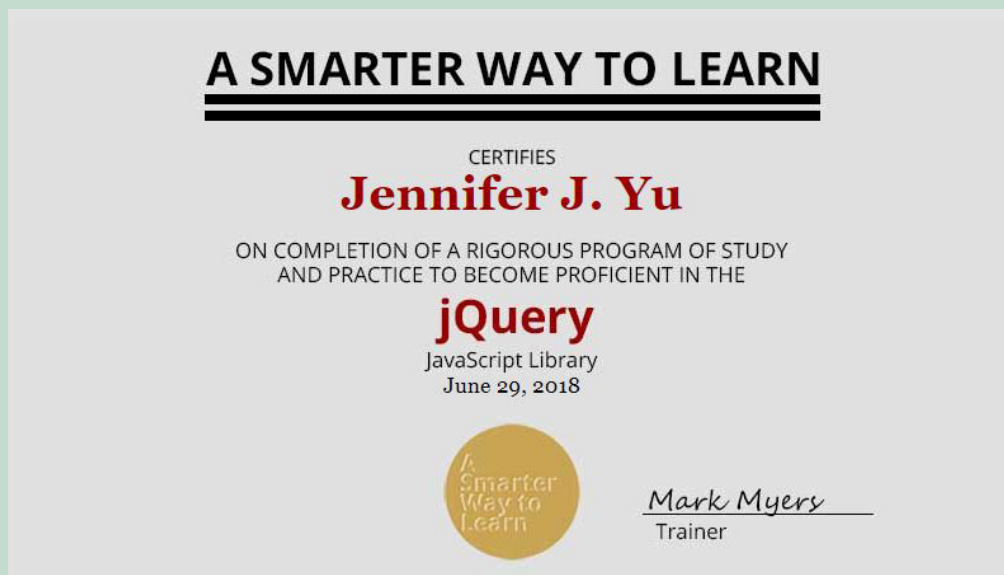 A SMARTER WAY TO LEARN
CERTIFIES
Jennifer J. Yu
ON COMPLETION OF A RIGOROUS PROGRAM OF STUDY
AND PRACTICE TO BECOME PROFICIENT IN THE
jQuery
JavaScript Library
June 29, 2018
A
Smarter
Way to
Learn
Mark Myers
Trainer